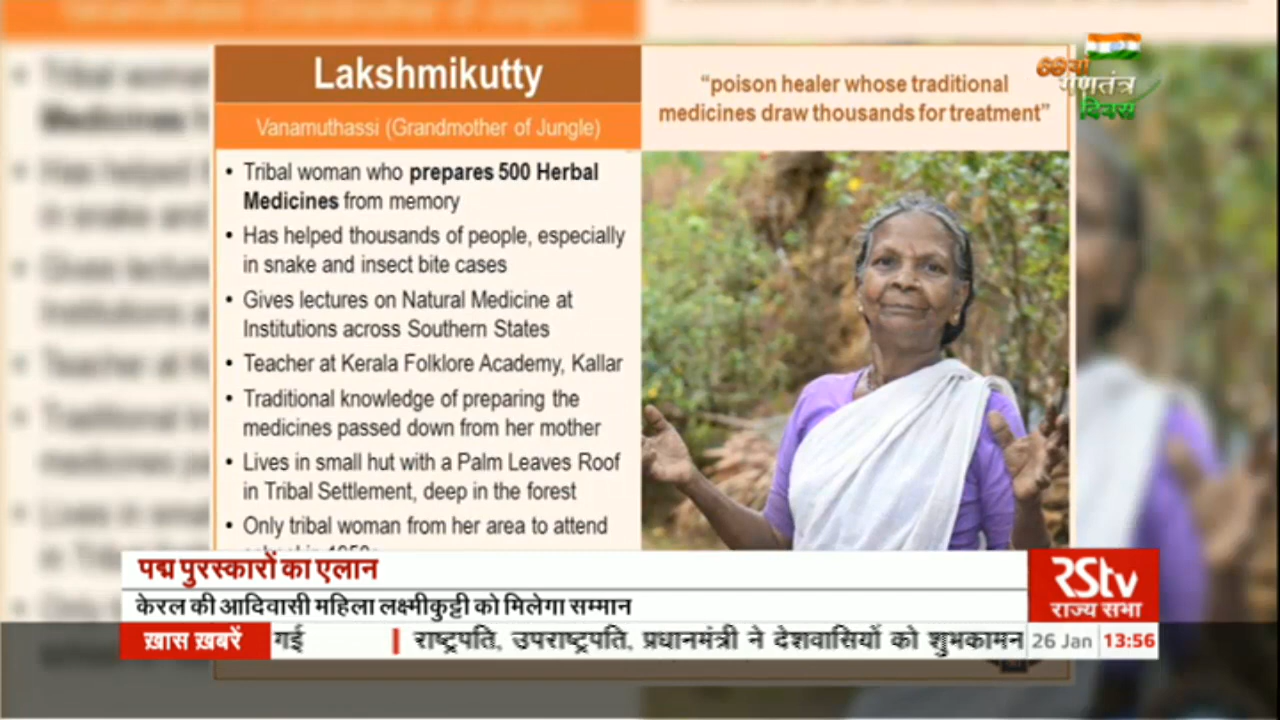 Lakshmikutty
Vanamuthassi (Grandmother of Jungle)
• Tribal woman who prepares 500 Herbal
Medicines from memory
• Has helped thousands of people, especially
in snake and insect bite cases
• Gives lectures on Natural Medicine at
Institutions across Southern States
• Teacher at Kerala Folklore Academy, Kallar
• Traditional knowledge of preparing the
medicines passed down from her mother
• Lives in small hut with a Palm Leaves Roof
in Tribal Settlement, deep in the forest
• Only tribal woman from her area to attend
“poison healer whose traditional
medicines draw thousands for treatment”
गणतंत्र
दिवस
पद्म पुरस्कारों का एलान
केरल की आदिवासी महिला लक्ष्मीकुट्टी को मिलेगा सम्मान
RStv
राज्य सभा
ख़ास ख़बरें
गई | राष्ट्रपति, उपराष्ट्रपति, प्रधानमंत्री ने देशवासियों को शुभकामन
26 Jan 13:56